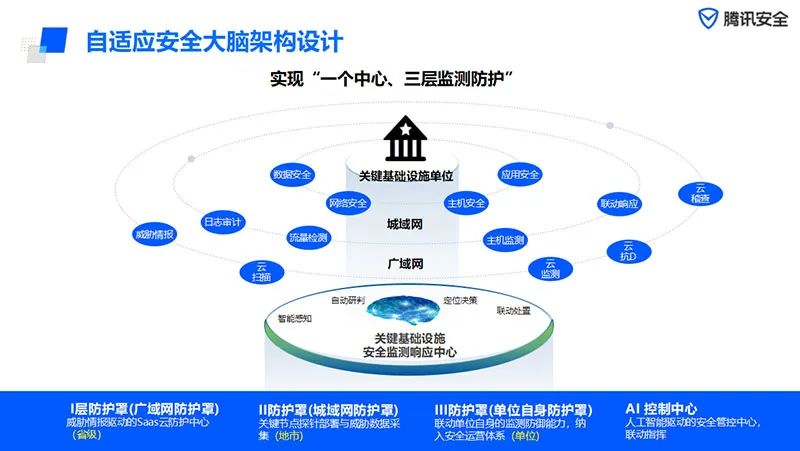 腾讯安全
自适应安全大脑架构设计
实现“一个中心、三层监测防护”
数据安全
关键基础设施单位
应用安全
云
稽查
网络安全
主机安全
联动响应
日志审计
城域网
威胁情报
流量检测
主机监测
云
抗D
广域网
云
扫描
云
监测
自动研判
定位决策
智能感知
联动处置
关键基础设施
安全监测响应中心
I层防护罩(广域网防护罩)
威胁情报驱动的Saas云防护中心
（省级）
II防护罩(城域网防护罩)
关键节点探针部署与威胁数据采
集（地市）
III防护罩(单位自身防护罩)
联动单位自身的监测防御能力，纳
入安全运营体系（单位）
AI 控制中心
人工智能驱动的安全管控中心，
联动指挥